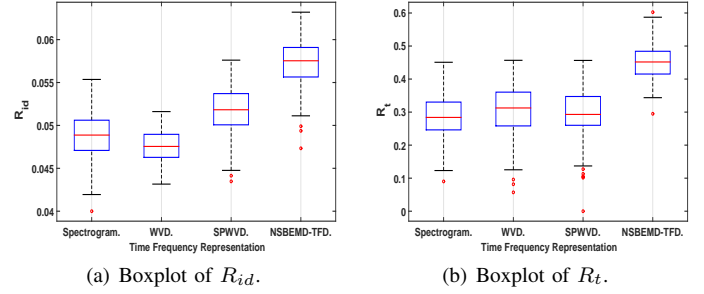 0.06
0.055
0.05
0.045
0.04
R_id
Spectrogram. WVD. SPWVD. NSBEMD-TFD.
Time Frequency Representation
(a) Boxplot of R_id.
0.6
0.5
0.4
0.3
0.2
0.1
0
R_t
Spectrogram. WVD. SPWVD. NSBEMD-TFD.
Time Frequency Representation
(b) Boxplot of R_t.